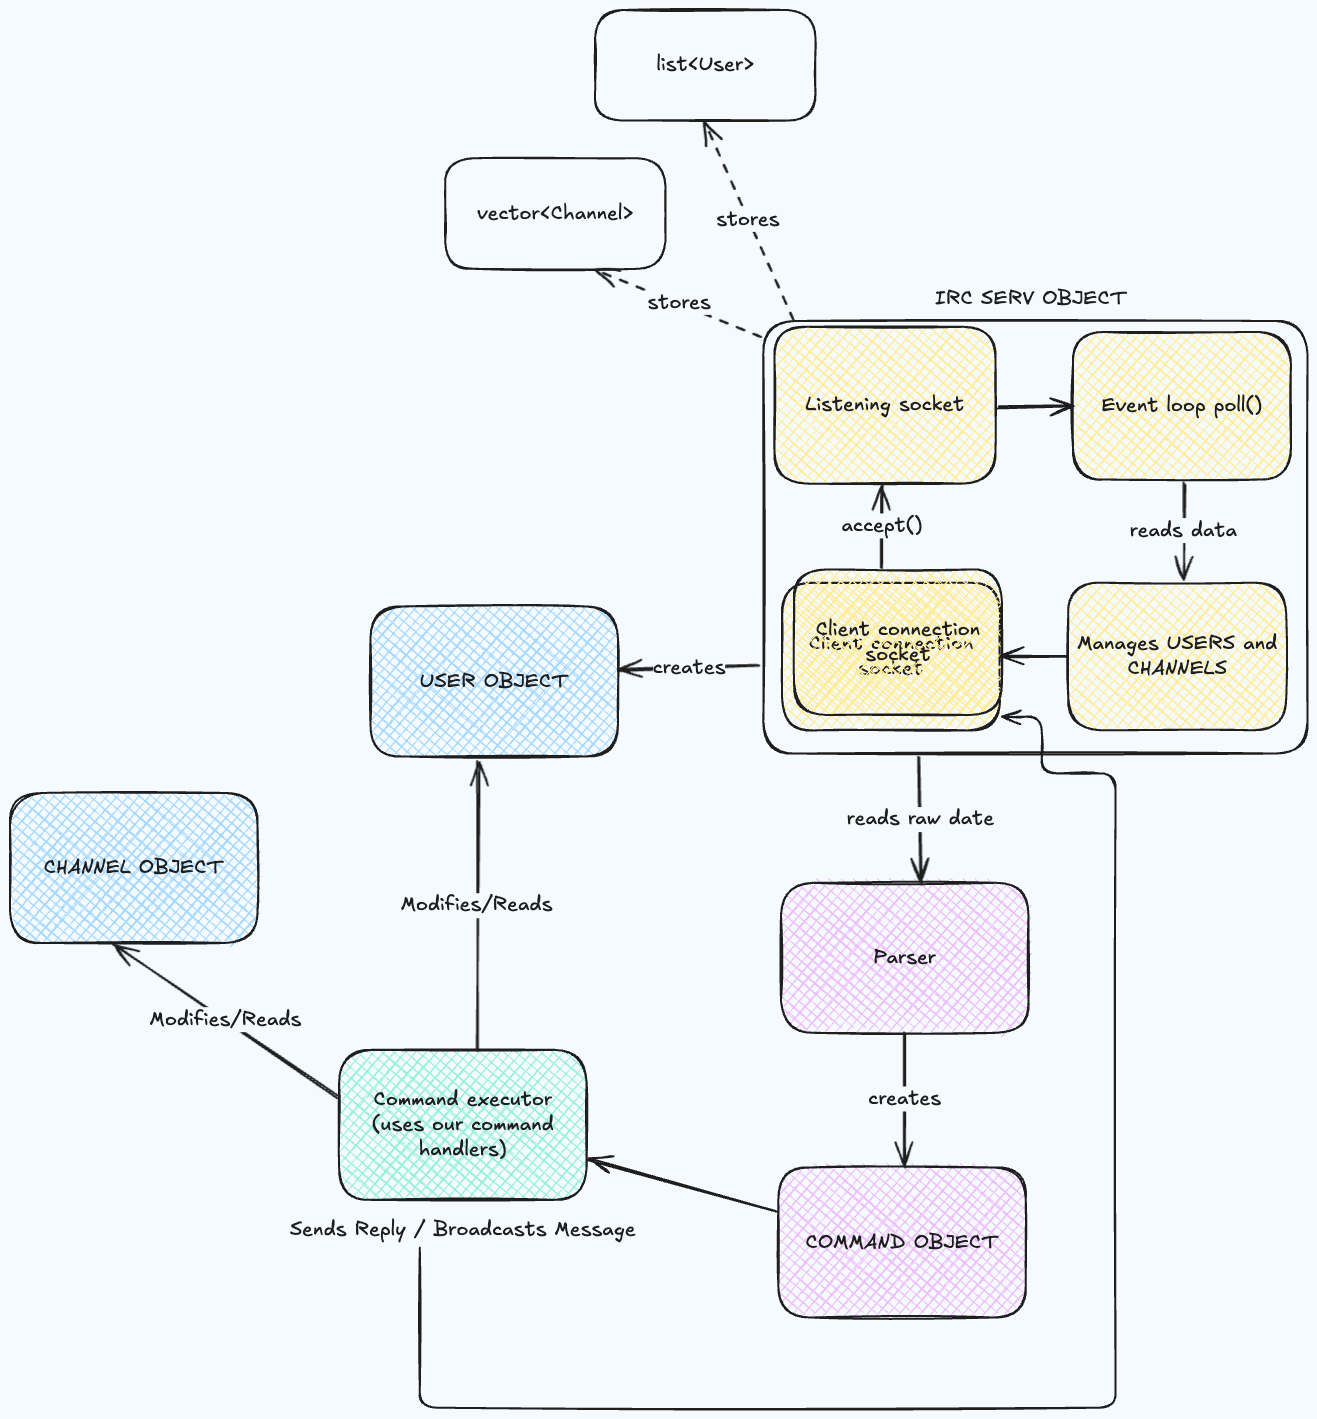 list<User>
vector<Channel>
stores
stores
IRC SERV OBJECT
Listening socket
Event loop poll()
accept()
reads data
Client connection
socket
Client connection
socket
Manages USERS and
CHANNELS
creates
USER OBJECT
reads raw date
CHANNEL OBJECT
Modifies/Reads
Parser
Modifies/Reads
Command executor
(uses our command
handlers)
creates
Sends Reply / Broadcasts Message
COMMAND OBJECT